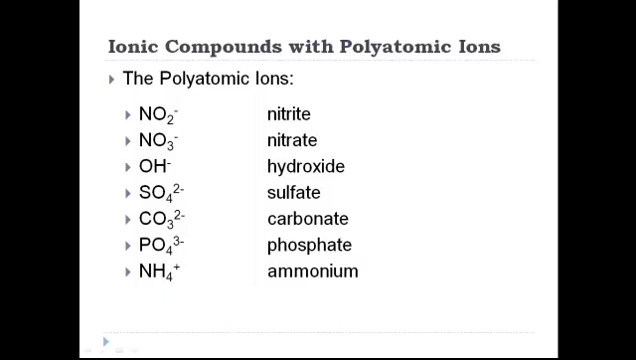 Ionic Compounds with Polyatomic Ions
The Polyatomic Ions:
NO₂⁻ nitrite
NO₃⁻ nitrate
OH⁻ hydroxide
SO₄²⁻ sulfate
CO₃²⁻ carbonate
PO₄³⁻ phosphate
NH₄⁺ ammonium